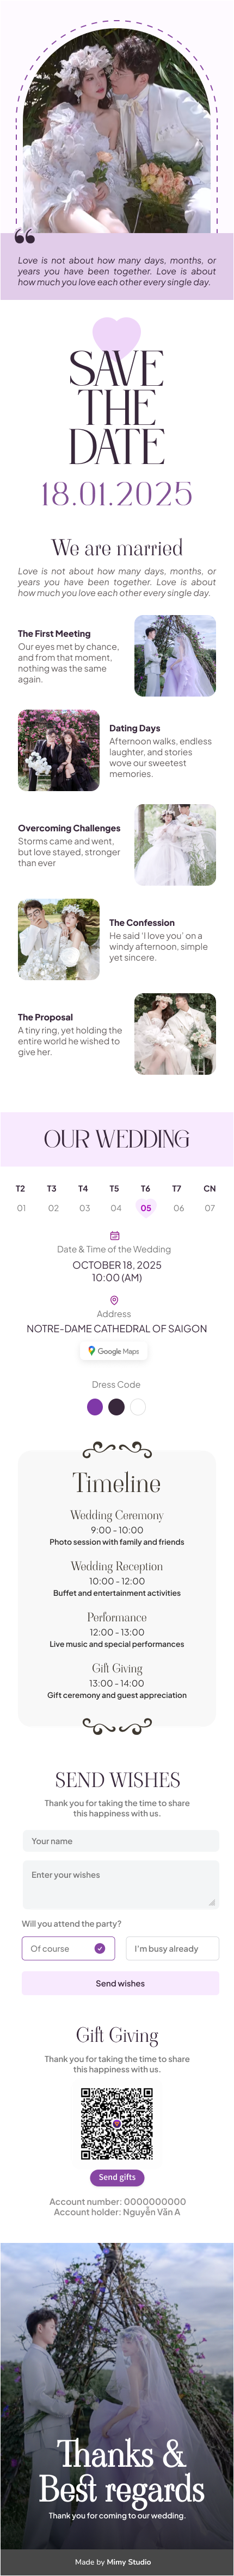 Love is not about how many days, months, or
years you have been together. Love is about
how much you love each other every single day.
SAVE
THE
DATE
18.01.2025
We are married
Love is not about how many days, months, or
years you have been together. Love is about
how much you love each other every single day.
The First Meeting
Our eyes met by chance,
and from that moment,
nothing was the same
again.
Dating Days
Afternoon walks, endless
laughter, and stories
wove our sweetest
memories.
Overcoming Challenges
Storms came and went,
but love stayed, stronger
than ever
The Confession
He said 'I love you' on a
windy afternoon, simple
yet sincere.
The Proposal
A tiny ring, yet holding the
entire world he wished to
give her.
OUR WEDDING
T2 T3 T4 T5 T6 T7 CN
01 02 03 04 05 06 07
Date & Time of the Wedding
OCTOBER 18, 2025
10:00 (AM)
Address
NOTRE-DAME CATHEDRAL OF SAIGON
Google Maps
Dress Code
Timeline
Wedding Ceremony
9:00 - 10:00
Photo session with family and friends
Wedding Reception
10:00 - 12:00
Buffet and entertainment activities
Performance
12:00 - 13:00
Live music and special performances
Gift Giving
13:00 - 14:00
Gift ceremony and guest appreciation
SEND WISHES
Thank you for taking the time to share
this happiness with us.
Your name
Enter your wishes
Will you attend the party?
Of course
I'm busy already
Send wishes
Gift Giving
Thank you for taking the time to share
this happiness with us.
Send gifts
Account number: 0000000000
Account holder: Nguyễn Văn A
Thanks &
Best regards
Thank you for coming to our wedding.
Made by Mimy Studio